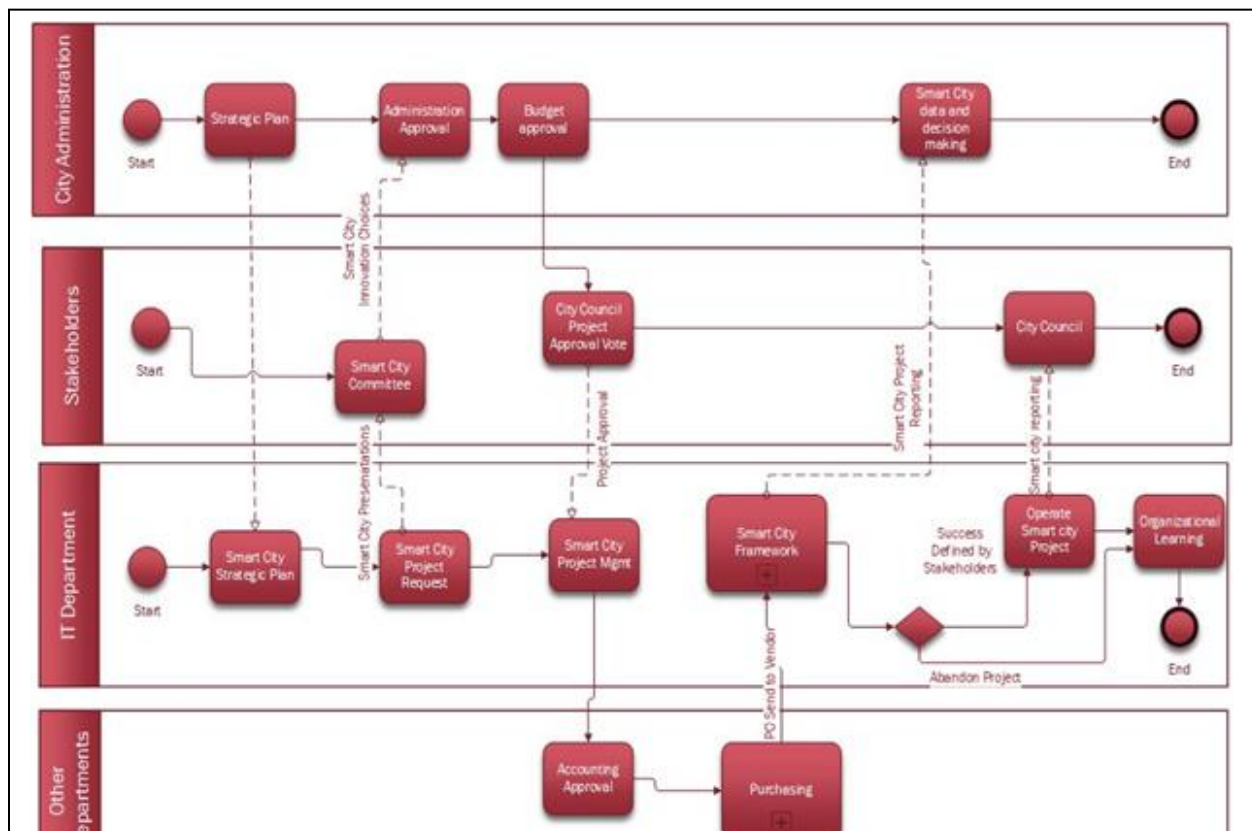 City Administration
Start
Strategic Plan
Administration
Approval
Budget
approval
Smart City
data and
decision
making
End
Smart City
Innovation Choices
Stakeholders
Start
Smart City
Committee
City Council
Project
Approval Vote
City Council
End
Smart City Presenatations
Project Approval
Smart City Project
Reporting
Smart city reporting
IT Department
Start
Smart City
Strategic Plan
Smart City
Project
Request
Smart City
Project Mgmt
Smart City
Framework
Success
Defined by
Stakeholders
Operate
Smart city
Project
Organizational
Learning
End
Abandon Project
PO Send to Vendor
Other
Departments
Accounting
Approval
Purchasing